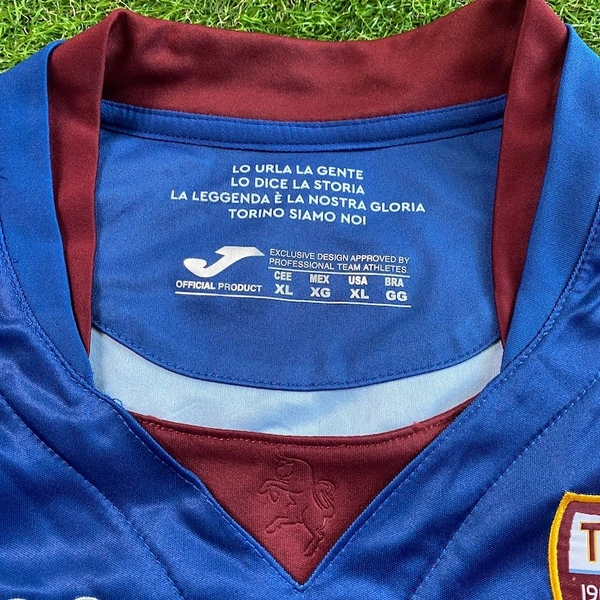 LO URLA LA GENTE
LO DICE LA STORIA
LA LEGGENDA È LA NOSTRA GLORIA
TORINO SIAMO NOI
EXCLUSIVE DESIGN APPROVED BY
PROFESSIONAL TEAM ATHLETES.
OFFICIAL PRODUCT
CEE MEX USA BRA
XL XG XL GG
T
19